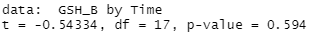 data:  GSH_B by Time
t = -0.54334, df = 17, p-value = 0.594